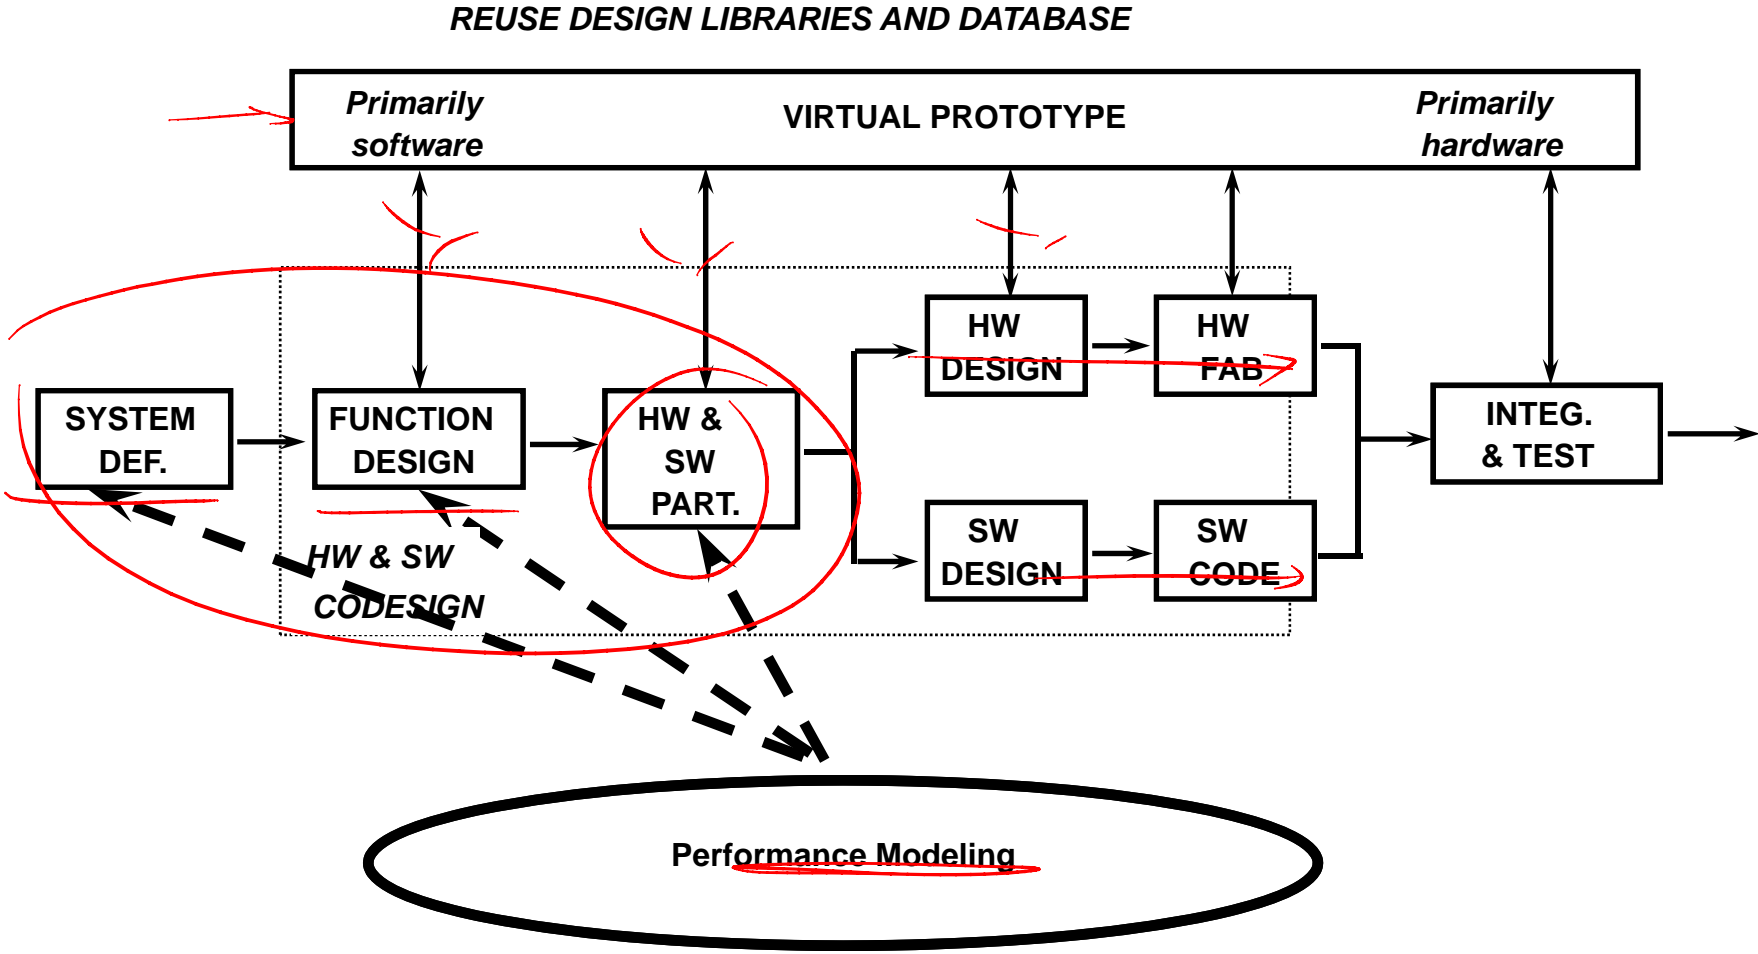 REUSE DESIGN LIBRARIES AND DATABASE
Primarily
software
VIRTUAL PROTOTYPE
Primarily
hardware
SYSTEM
DEF.
FUNCTION
DESIGN
HW &
SW
PART.
HW
DESIGN
HW
FAB
SW
DESIGN
SW
CODE
INTEG.
& TEST
HW & SW
CODESIGN
Performance Modeling